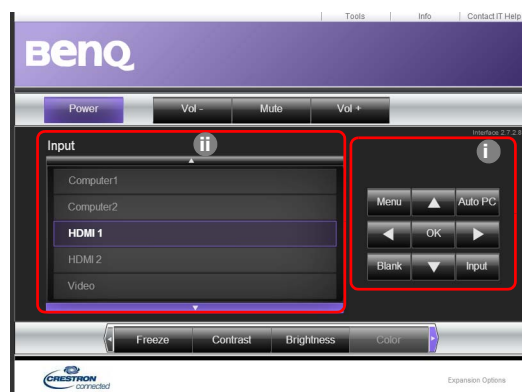 Tools Info Contact IT Help
BenQ
Power Vol - Mute Vol +
Interface 2.7.2.8
Input
ii
i
Computer1
Computer2
HDMI 1
HDMI 2
Video
Menu Auto PC
OK
Blank Input
Freeze Contrast Brightness Color
CRESTRON
connected
Expansion Options